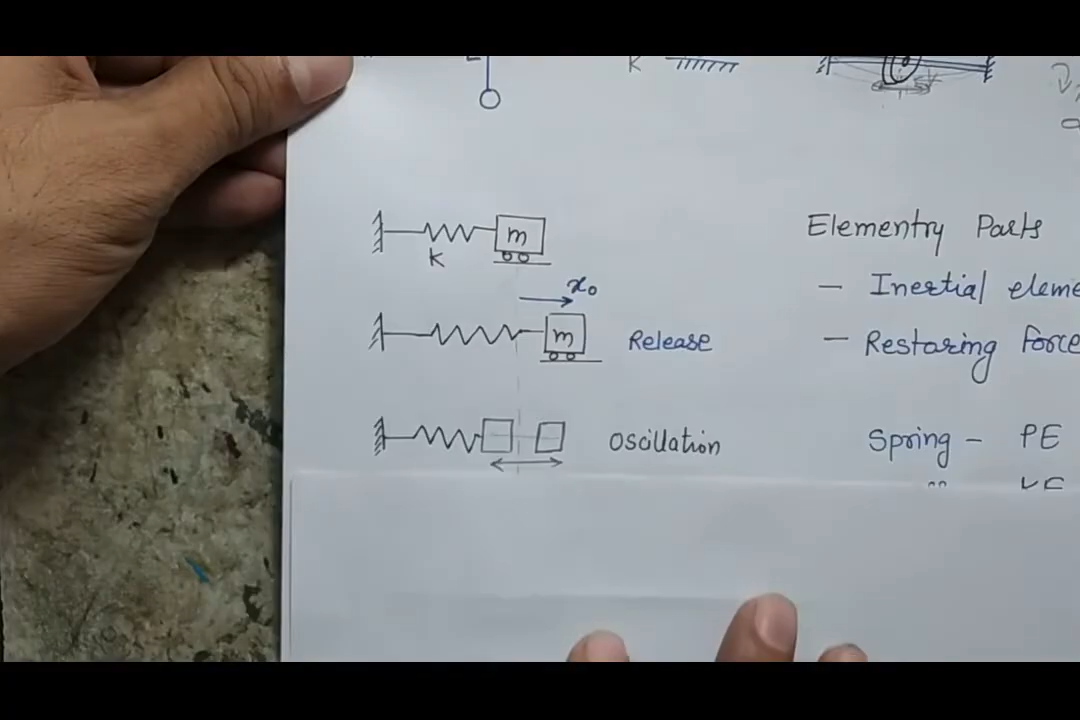 K
m
K
x₀
m
Release
Oscillation
Elementry Parts
- Inertial eleme
- Restoring Force
Spring - PE